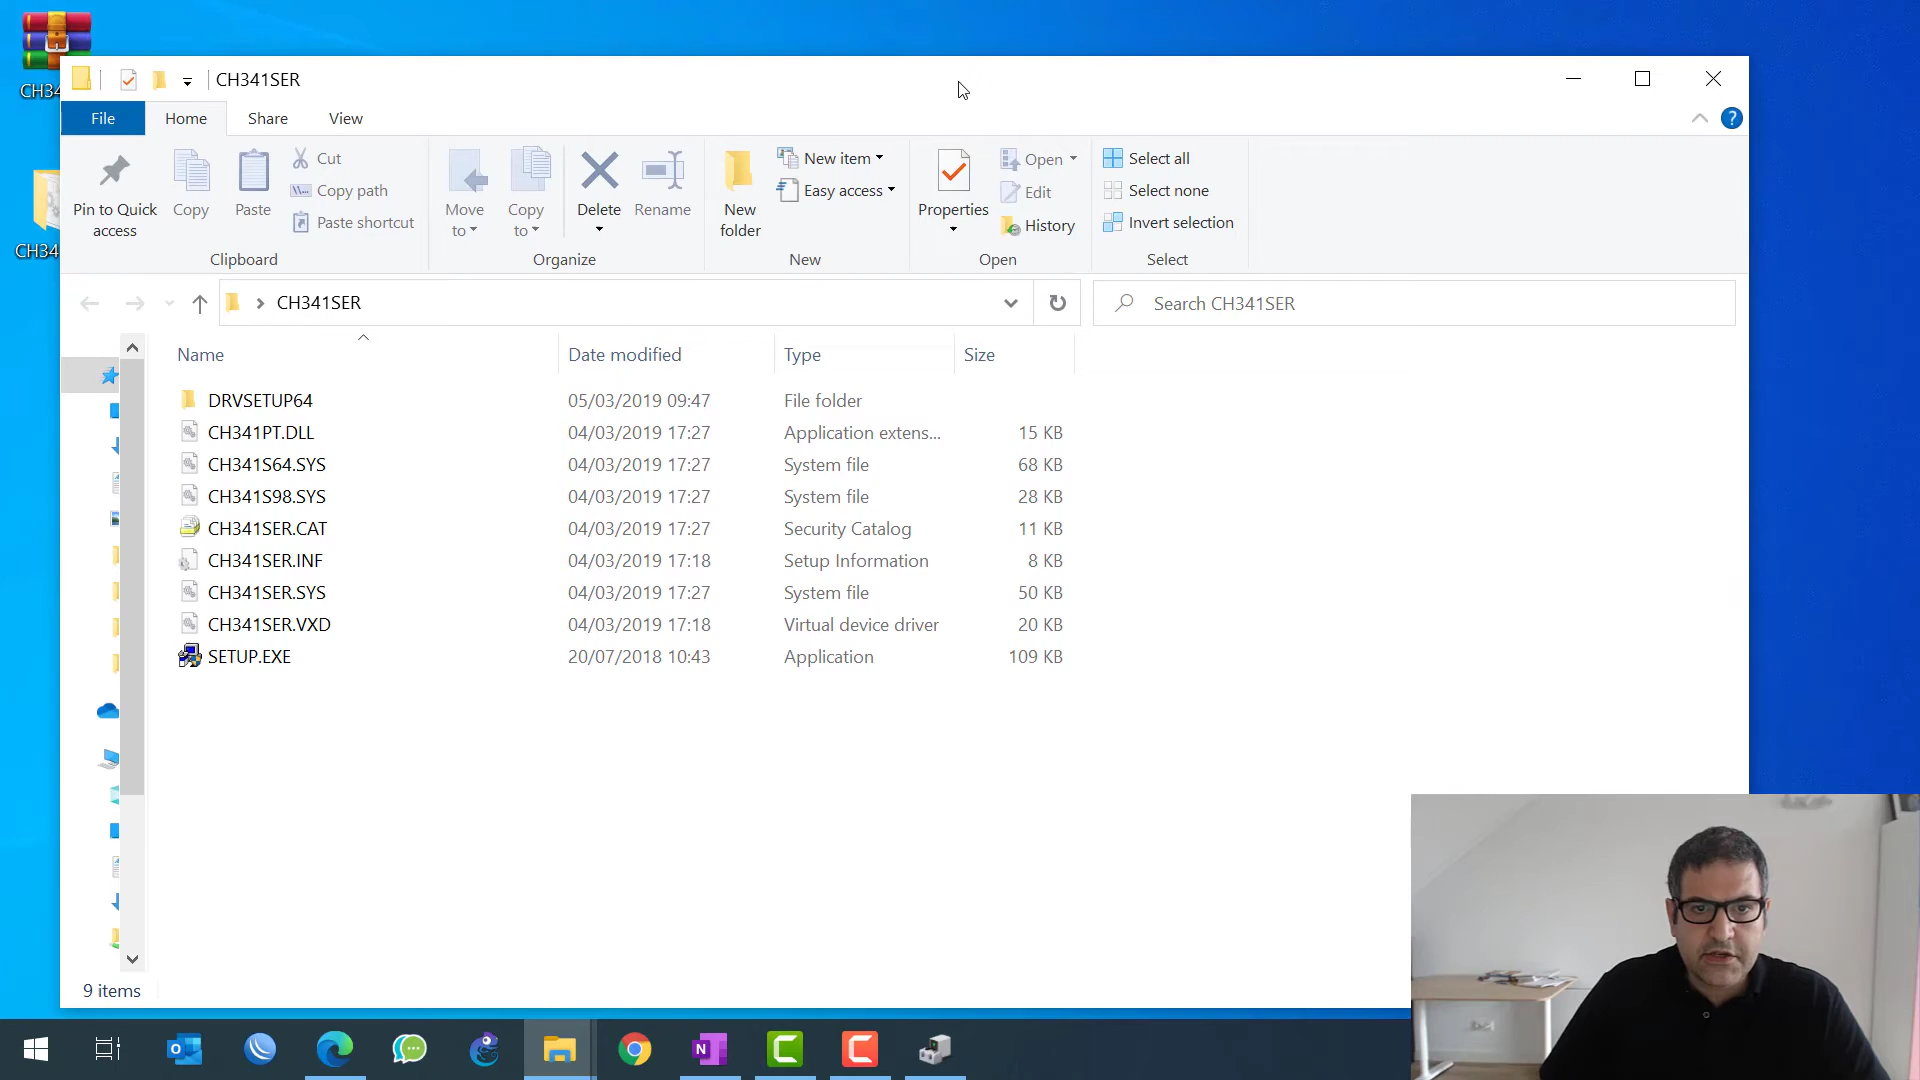 CH34
CH34
CH341SER
File Home Share View
Pin to Quick access
Copy
Paste
Cut
Copy path
Paste shortcut
Clipboard
Move to
Copy to
Delete
Rename
Organize
New folder
New item
Easy access
New
Properties
Open
Edit
History
Open
Select all
Select none
Invert selection
Select
CH341SER
Search CH341SER
Name Date modified Type Size
DRVSETUP64 05/03/2019 09:47 File folder
CH341PT.DLL 04/03/2019 17:27 Application extens... 15 KB
CH341S64.SYS 04/03/2019 17:27 System file 68 KB
CH341S98.SYS 04/03/2019 17:27 System file 28 KB
CH341SER.CAT 04/03/2019 17:27 Security Catalog 11 KB
CH341SER.INF 04/03/2019 17:18 Setup Information 8 KB
CH341SER.SYS 04/03/2019 17:27 System file 50 KB
CH341SER.VXD 04/03/2019 17:18 Virtual device driver 20 KB
SETUP.EXE 20/07/2018 10:43 Application 109 KB
9 items